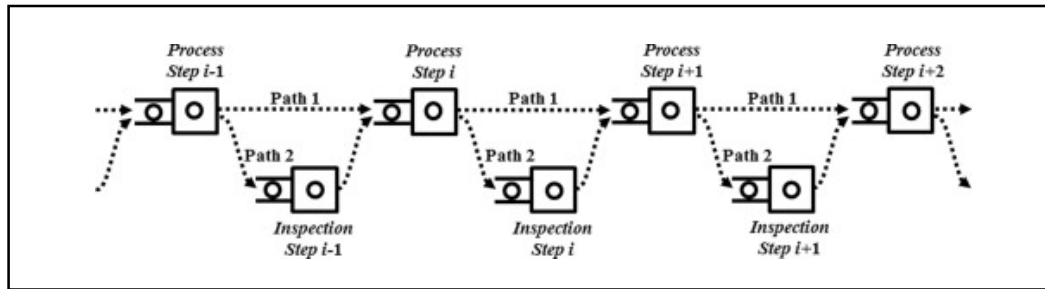 Process
Step i-1
Process
Step i
Process
Step i+1
Process
Step i+2
Path 1
Path 1
Path 1
Path 2
Path 2
Path 2
Inspection
Step i-1
Inspection
Step i
Inspection
Step i+1